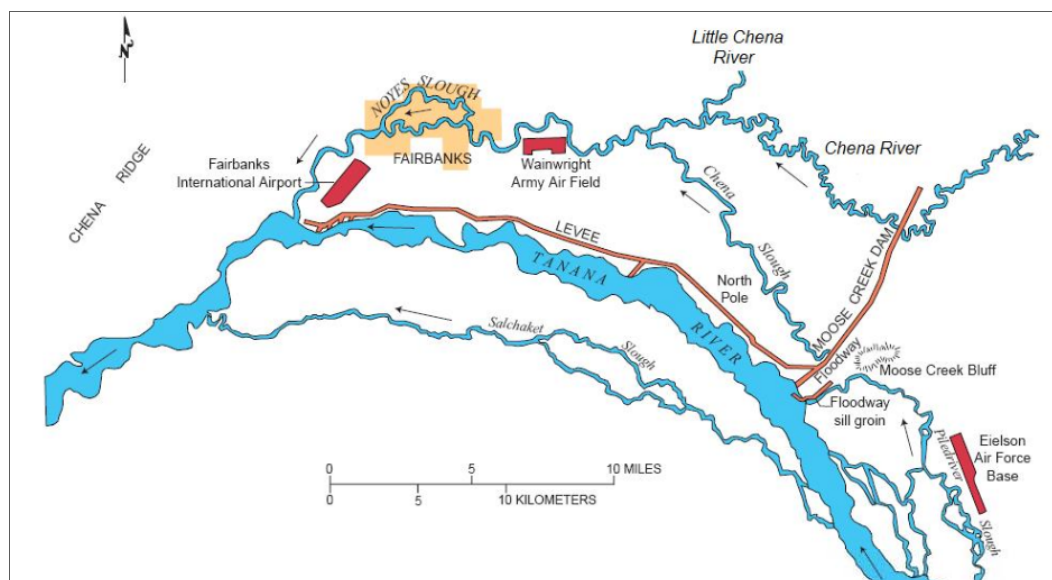 N
Little Chena
River
NOYES SLOUGH
FAIRBANKS
Wainwright
Army Air Field
Fairbanks
International Airport
CHENA RIDGE
Chena River
Chena Slough
LEVEE
TANANA RIVER
North
Pole
MOOSE CREEK DAM
Floodway
Moose Creek Bluff
Floodway
sill groin
Salchaket Slough
Piledriver Slough
Eielson
Air Force
Base
0 5 10 MILES
0 5 10 KILOMETERS